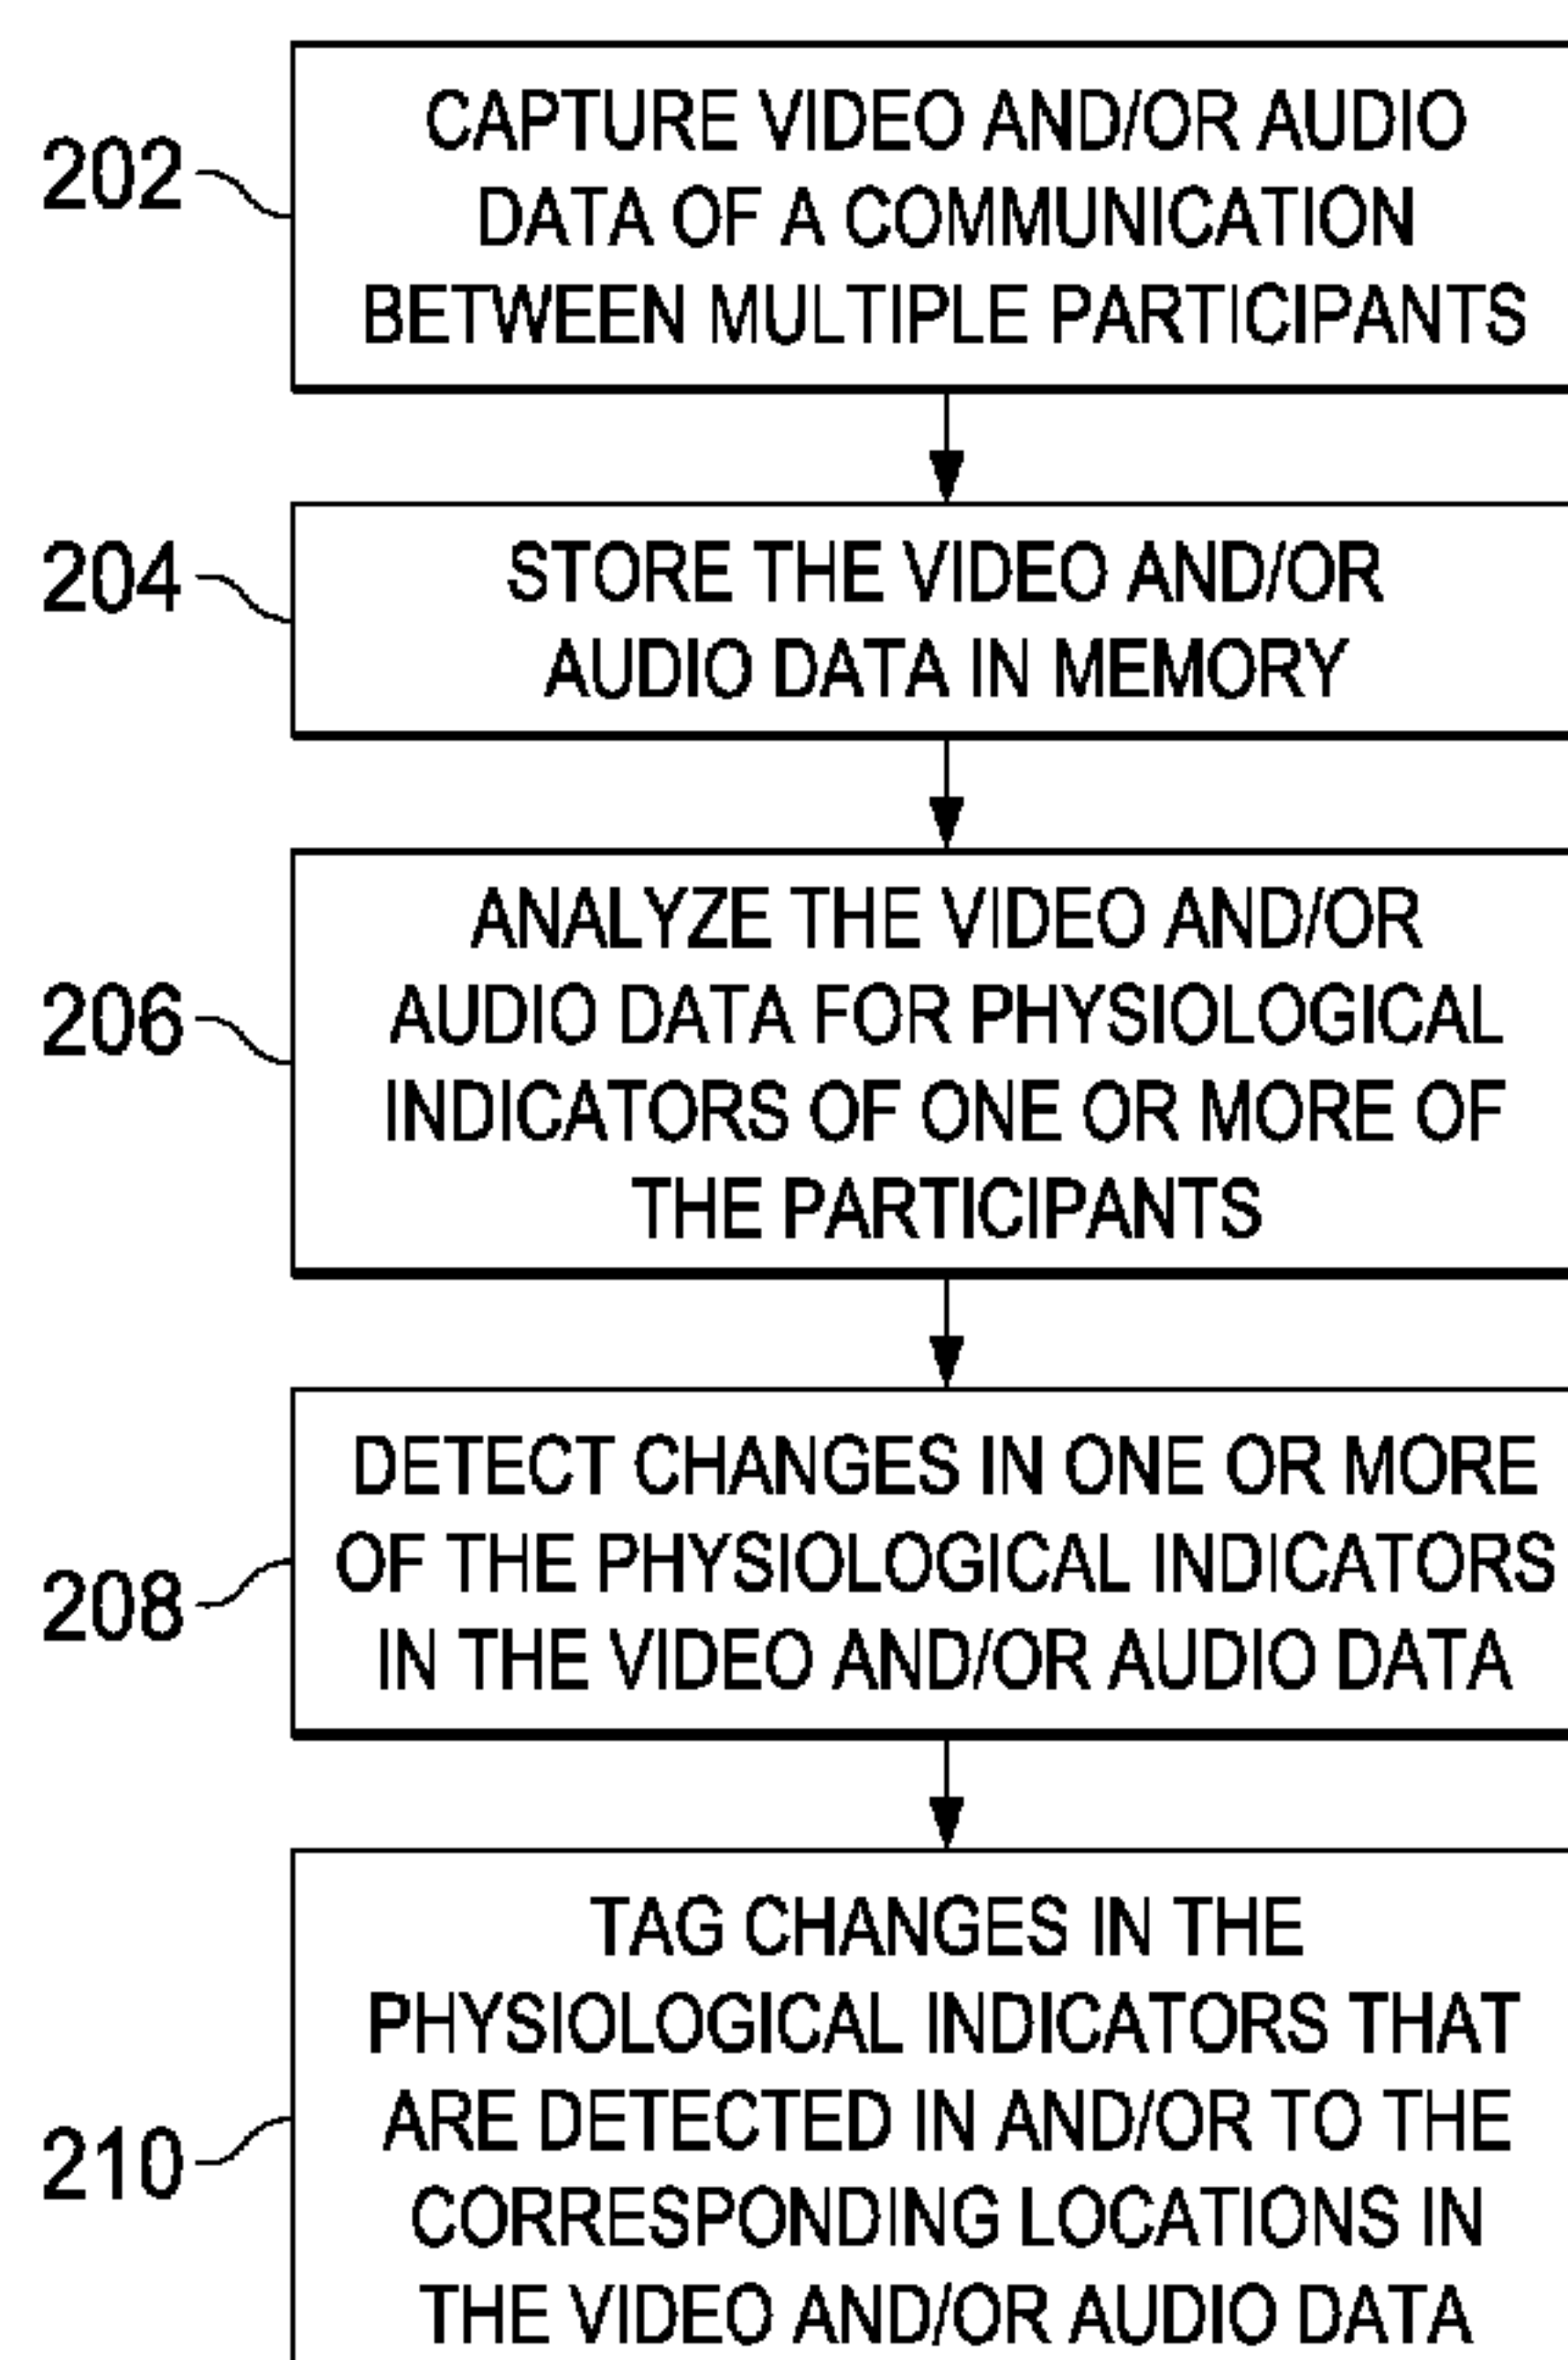 202
CAPTURE VIDEO AND/OR AUDIO
DATA OF A COMMUNICATION
BETWEEN MULTIPLE PARTICIPANTS
204
STORE THE VIDEO AND/OR
AUDIO DATA IN MEMORY
206
ANALYZE THE VIDEO AND/OR
AUDIO DATA FOR PHYSIOLOGICAL
INDICATORS OF ONE OR MORE OF
THE PARTICIPANTS
208
DETECT CHANGES IN ONE OR MORE
OF THE PHYSIOLOGICAL INDICATORS
IN THE VIDEO AND/OR AUDIO DATA
210
TAG CHANGES IN THE
PHYSIOLOGICAL INDICATORS THAT
ARE DETECTED IN AND/OR TO THE
CORRESPONDING LOCATIONS IN
THE VIDEO AND/OR AUDIO DATA